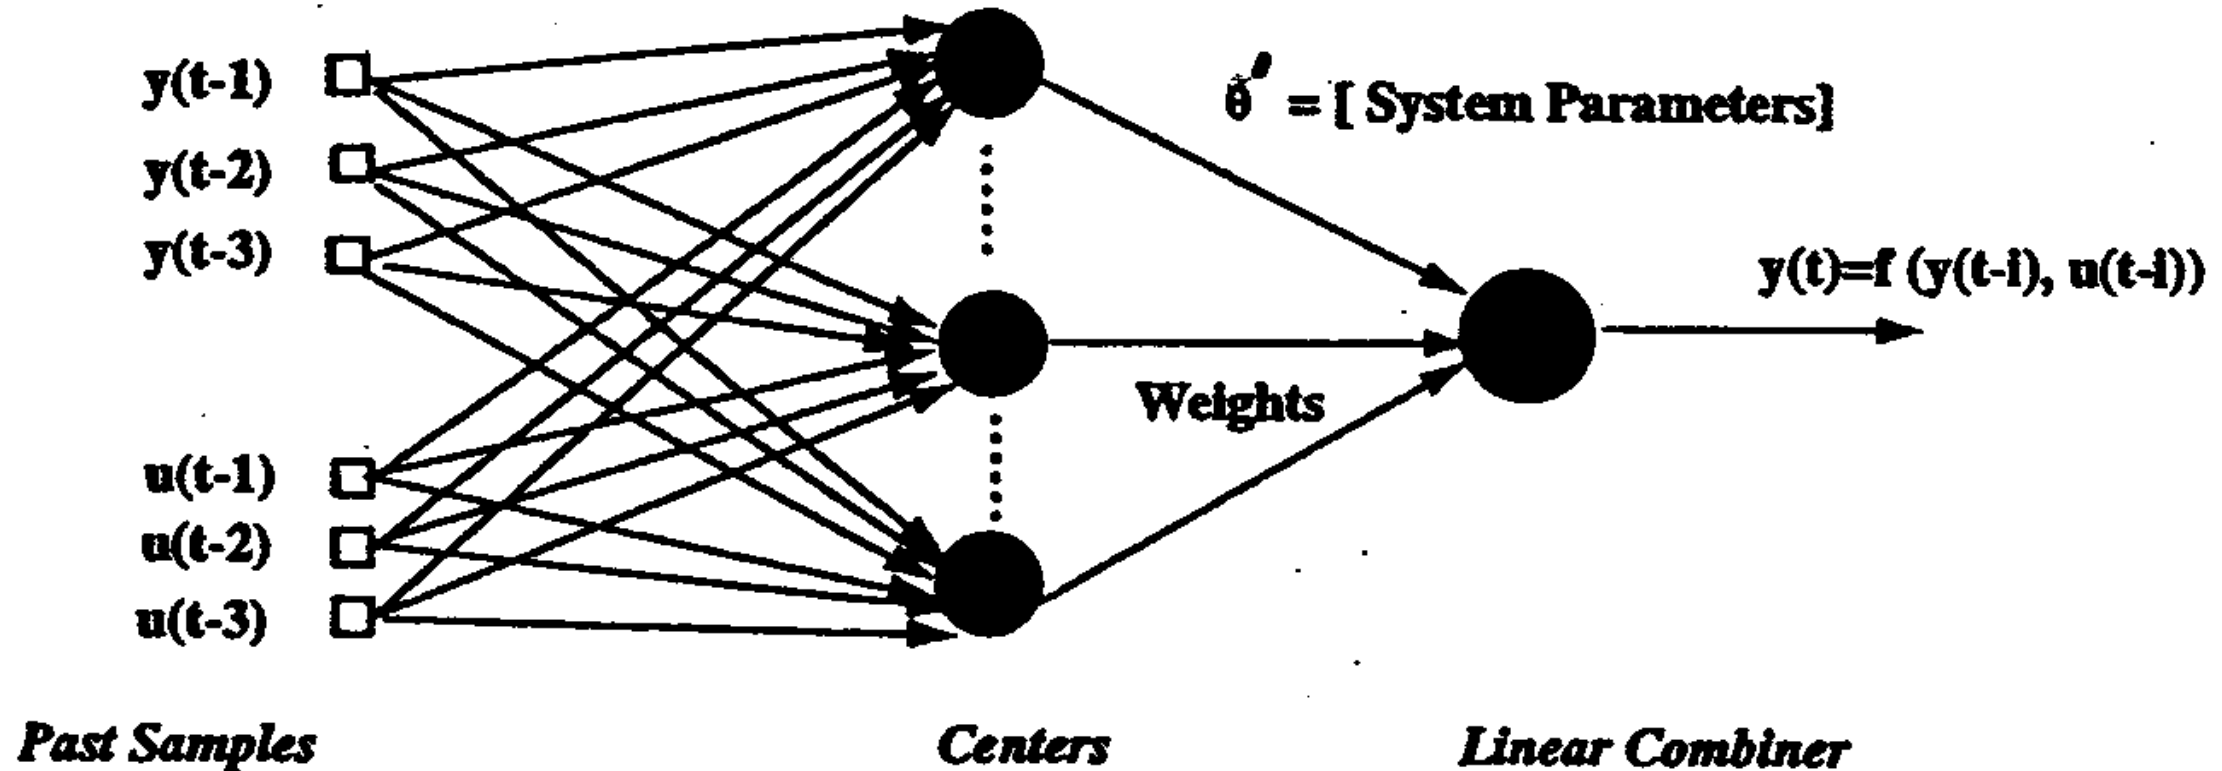 y(t-1)
y(t-2)
y(t-3)
u(t-1)
u(t-2)
u(t-3)
θ' = [ System Parameters]
Weights
y(t)=f (y(t-i), u(t-i))
Past Samples
Centers
Linear Combiner